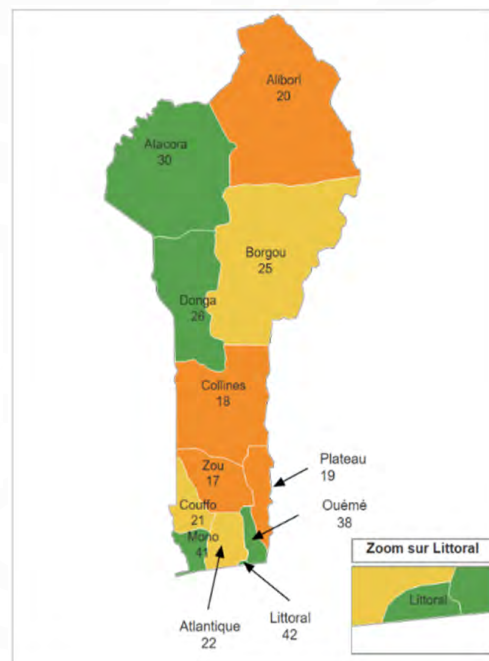 Alibori
20
Atacora
30
Borgou
25
Donga
26
Collines
18
Plateau
19
Zou
17
Ouémé
38
Couffo
21
Mono
41
Zoom sur Littoral
Littoral
Atlantique
22
Littoral
42